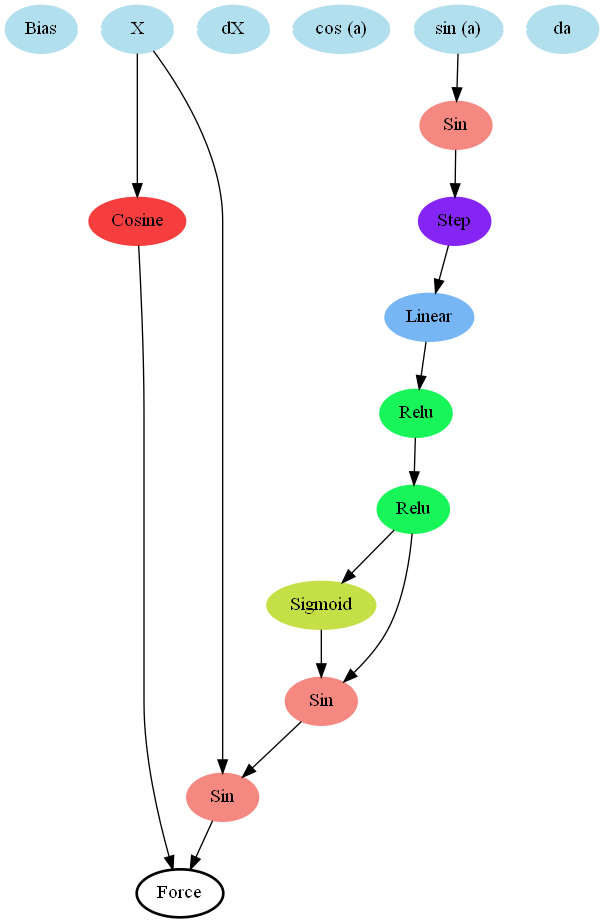 Bias
X
dX
cos (a)
sin (a)
da
Sin
Cosine
Step
Linear
Relu
Relu
Sigmoid
Sin
Sin
Force